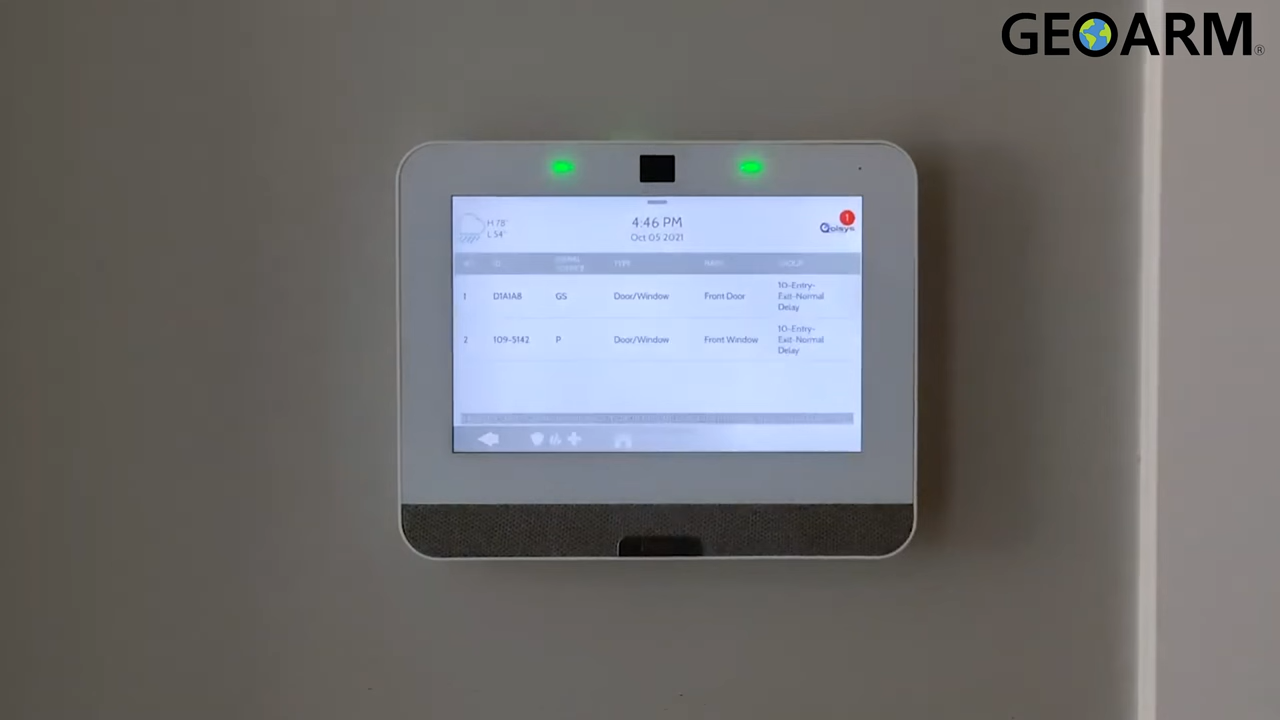 GEOARM®
H 78°
L 54°
4:46 PM
Oct 05 2021
1
Qolsys
TYPE
NAME
GROUP
1 D1A1A8 GS Door/Window Front Door 10-Entry-Exit-Normal Delay
2 109-5142 P Door/Window Front Window 10-Entry-Exit-Normal Delay